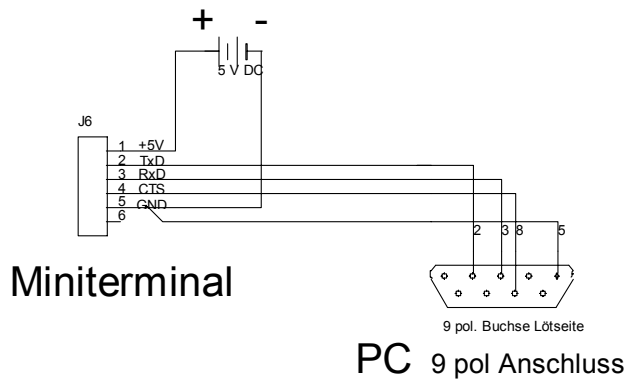 + -
5 V DC
J6
1 +5V
2 TxD
3 RxD
4 CTS
5 GND
6
2 3 8 5
Miniterminal
9 pol. Buchse Lötseite
PC 9 pol Anschluss